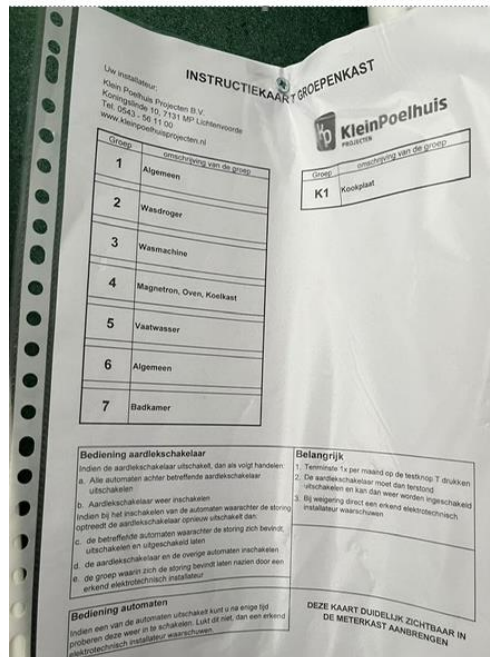 INSTRUCTIEKAART GROEPENKAST
Uw installateur:
Klein Poelhuis Projecten B.V.
Koningslinde 10, 7131 MP Lichtenvoorde
Tel. 0543 - 56 11 00
www.kleinpoelhuisprojecten.nl
kp KleinPoelhuis
PROJECTEN
Groep omschrijving van de groep
1 Algemeen
2 Wasdroger
3 Wasmachine
4 Magnetron, Oven, Koelkast
5 Vaatwasser
6 Algemeen
7 Badkamer
Groep omschrijving van de groep
K1 Kookplaat
Bediening aardlekschakelaar
Indien de aardlekschakelaar uitschakelt, dan als volgt handelen:
a. Alle automaten achter betreffende aardlekschakelaar
uitschakelen
b. Aardlekschakelaar weer inschakelen
Indien bij het inschakelen van de automaten waarachter de storing
optreedt de aardlekschakelaar opnieuw uitschakelt dan:
c. de betreffende automaten waarachter de storing zich bevindt,
uitschakelen en uitgeschakeld laten
d. de aardlekschakelaar en de overige automaten inschakelen
e. de groep waarin zich de storing bevindt laten nazien door een
erkend elektrotechnisch installateur
Belangrijk
1. Tenminste 1x per maand op de testknop T drukken
2. De aardlekschakelaar moet dan terstond
uitschakelen en kan dan weer worden ingeschakeld
3. Bij weigering direct een erkend elektrotechnisch
installateur waarschuwen
Bediening automaten
Indien een van de automaten uitschakelt kunt u na enige tijd
proberen deze weer in te schakelen. Lukt dit niet, dan een erkend
elektrotechnisch installateur waarschuwen.
DEZE KAART DUIDELIJK ZICHTBAAR IN
DE METERKAST AANBRENGEN